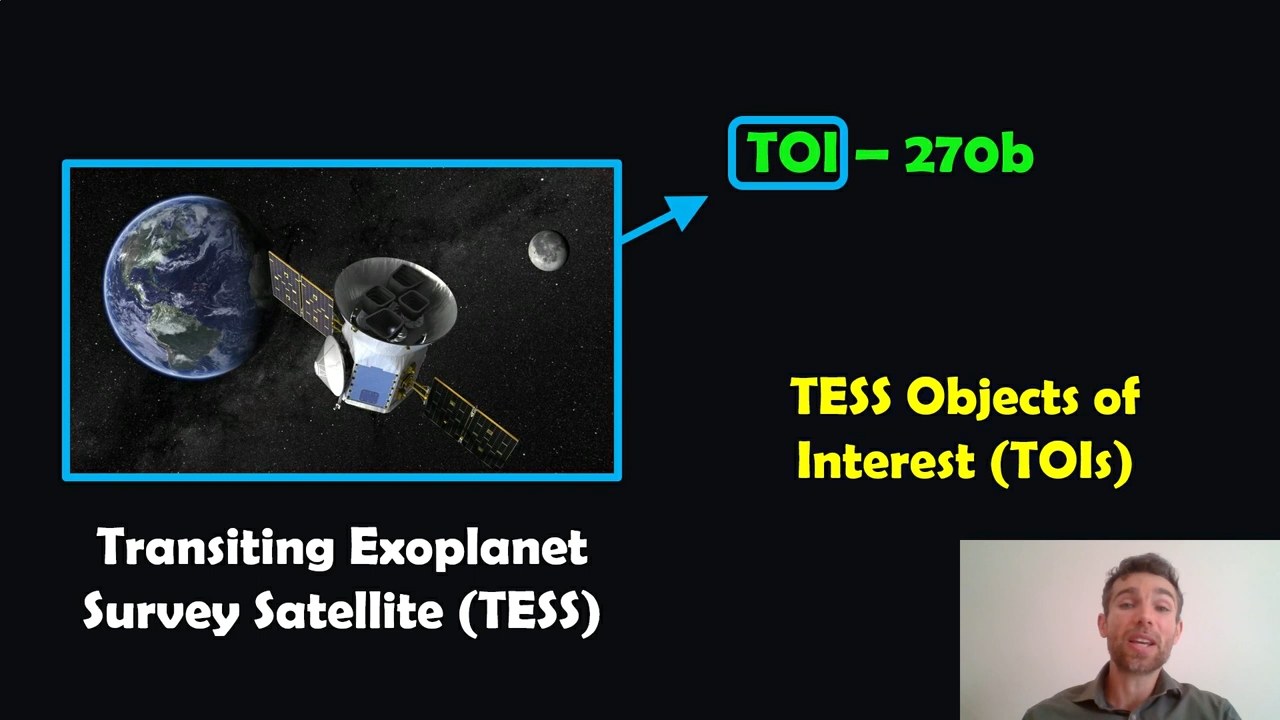 TOI – 270b
TESS Objects of
Interest (TOIs)
Transiting Exoplanet
Survey Satellite (TESS)